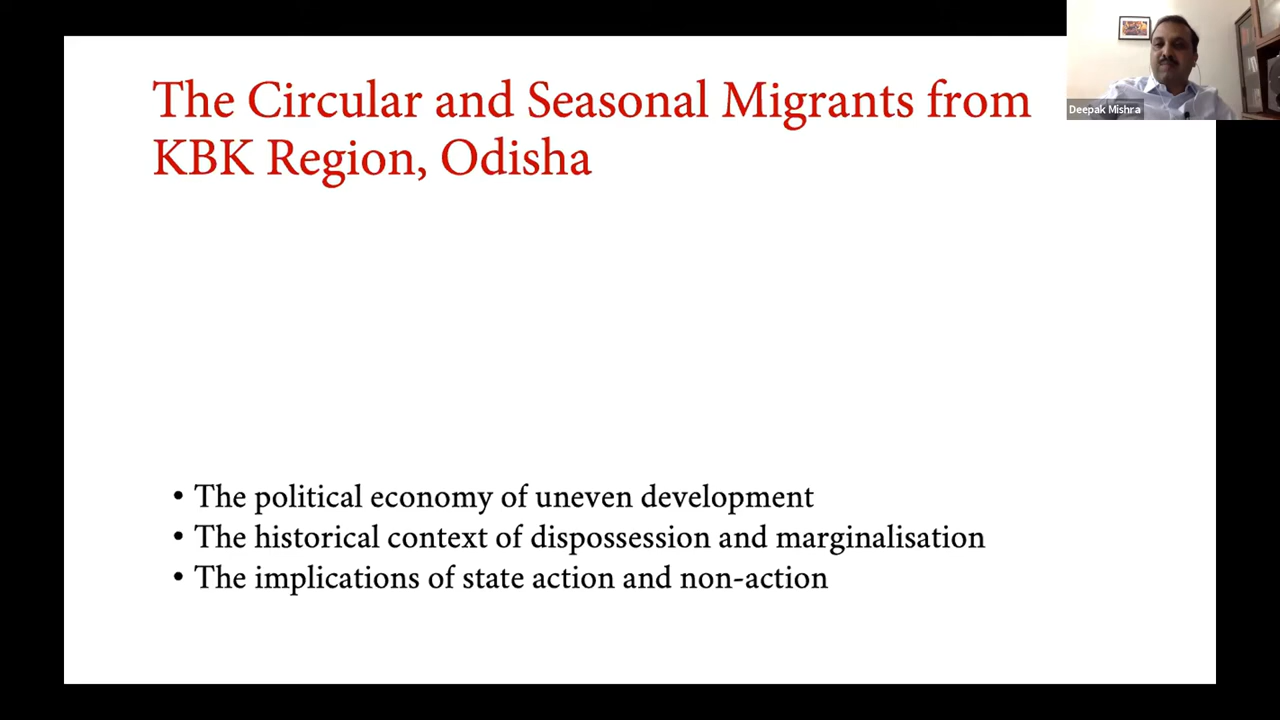 The Circular and Seasonal Migrants from
KBK Region, Odisha
Deepak Mishra
• The political economy of uneven development
• The historical context of dispossession and marginalisation
• The implications of state action and non-action